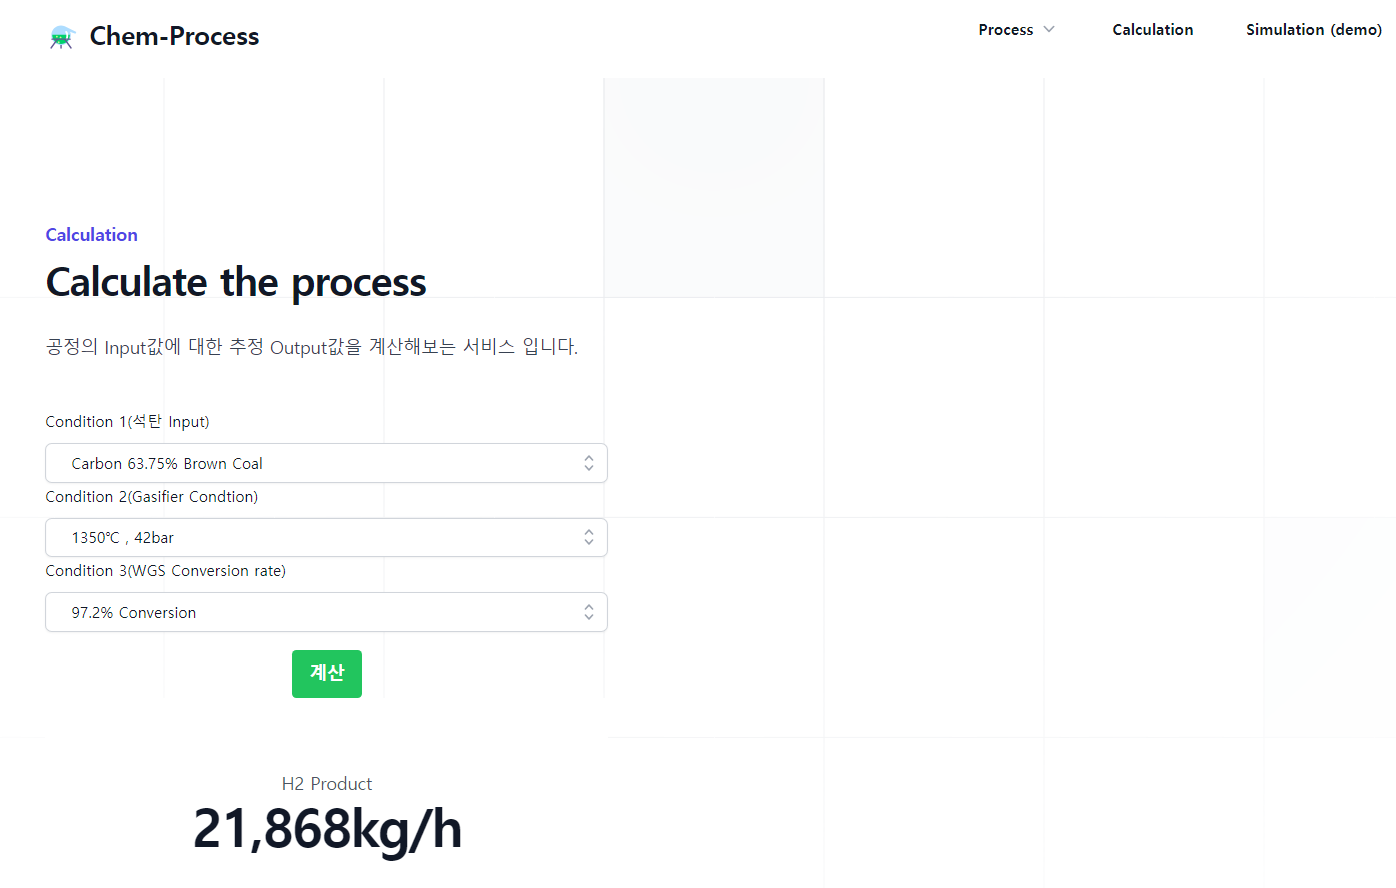 Chem-Process
Process
Calculation
Simulation (demo)
Calculation
Calculate the process
공정의 Input값에 대한 추정 Output값을 계산해보는 서비스 입니다.
Condition 1(석탄 Input)
Carbon 63.75% Brown Coal
Condition 2(Gasifier Condtion)
1350℃ , 42bar
Condition 3(WGS Conversion rate)
97.2% Conversion
계산
H2 Product
21,868kg/h